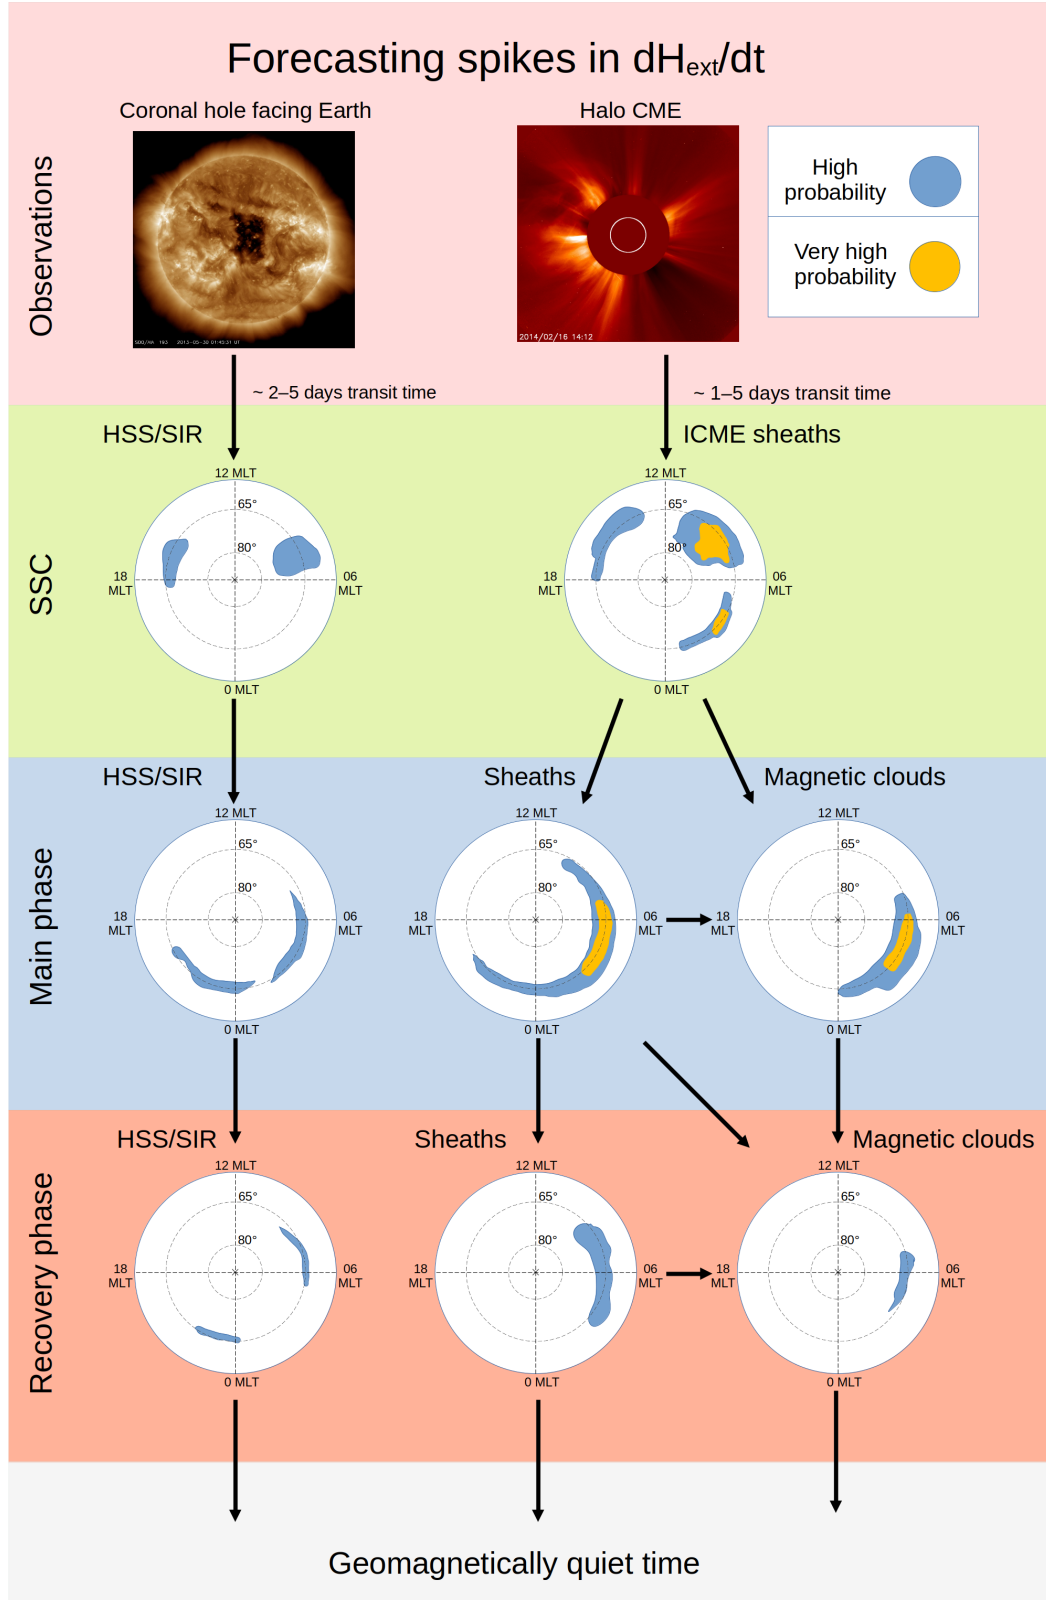 Forecasting spikes in dHext/dt
Coronal hole facing Earth
Halo CME
Observations
High
probability
Very high
probability
2014/02/16 14:12
~ 2–5 days transit time
~ 1–5 days transit time
SSC
HSS/SIR
12 MLT
65°
80°
18
MLT
06
MLT
0 MLT
ICME sheaths
12 MLT
65°
80°
18
MLT
06
MLT
0 MLT
Main phase
HSS/SIR
12 MLT
65°
80°
18
MLT
06
MLT
0 MLT
Sheaths
12 MLT
65°
80°
18
MLT
06
MLT
0 MLT
Magnetic clouds
12 MLT
65°
80°
18
MLT
06
MLT
0 MLT
Recovery phase
HSS/SIR
12 MLT
65°
80°
18
MLT
06
MLT
0 MLT
Sheaths
12 MLT
65°
80°
18
MLT
06
MLT
0 MLT
Magnetic clouds
12 MLT
65°
80°
18
MLT
06
MLT
0 MLT
Geomagnetically quiet time